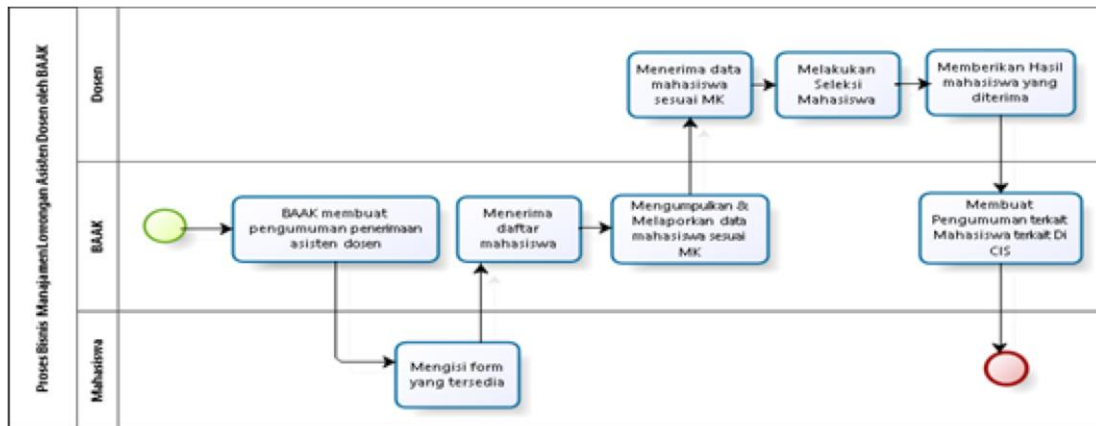 Proses Bisnis Manajamen Lowongan Asisten Dosen oleh BAAK
Dosen
Menerima data
mahasiswa
sesuai MK
Melakukan
Seleksi
Mahasiswa
Memberikan Hasil
mahasiswa yang
diterima
BAAK
BAAK membuat
pengumuman penerimaan
asisten dosen
Menerima
daftar
mahasiswa
Mengumpulkan &
Melaporkan data
mahasiswa sesuai
MK
Membuat
Pengumuman terkait
Mahasiswa terkait Di
CIS
Mahasiswa
Mengisi form
yang tersedia